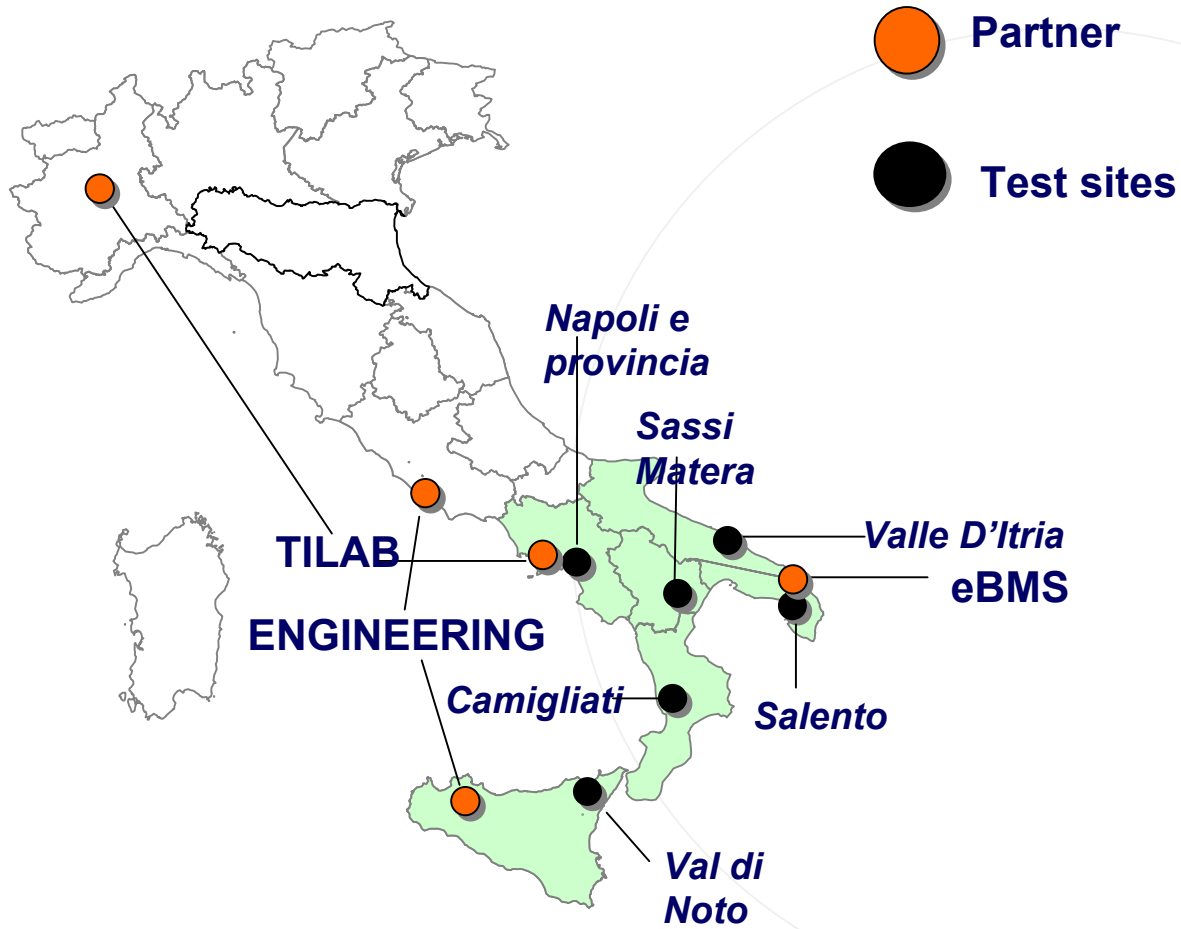 Partner
Test sites
Napoli e
provincia
Sassi
Matera
Valle D'Itria
TILAB
eBMS
ENGINEERING
Camigliati
Salento
Val di
Noto